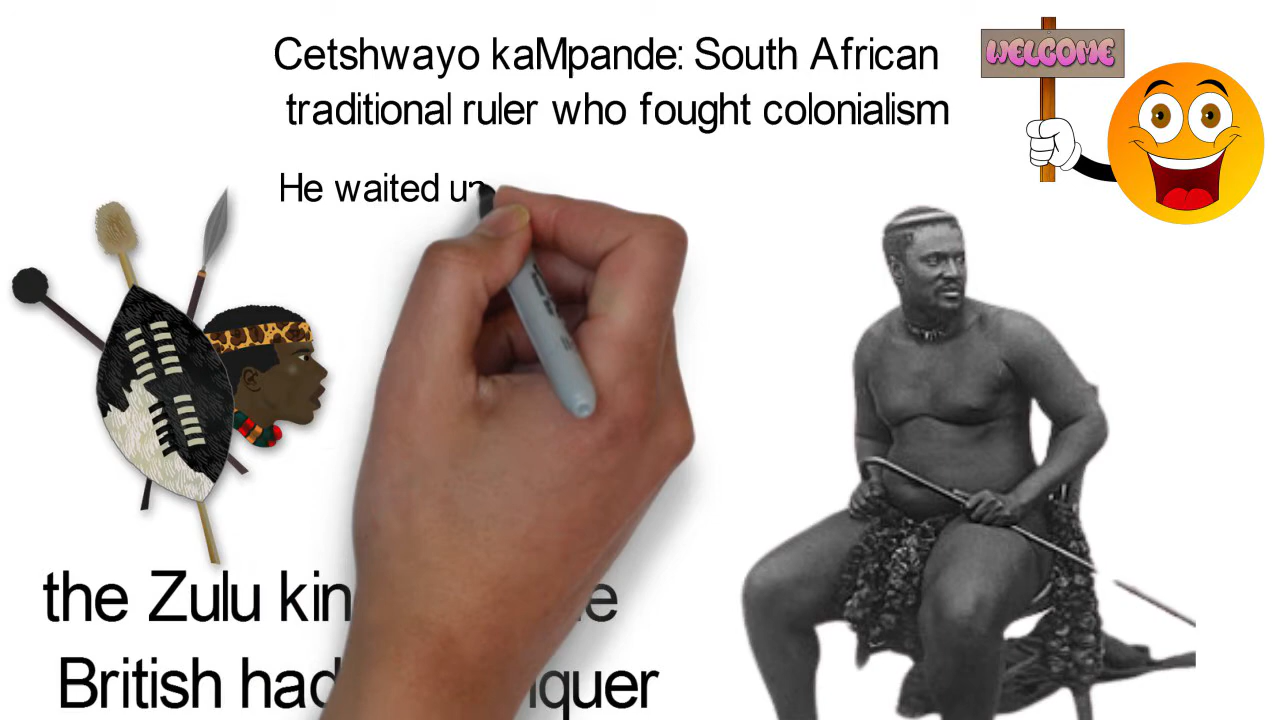 Cetshwayo kaMpande: South African
WELCOME
traditional ruler who fought colonialism
He waited
the Zulu
British